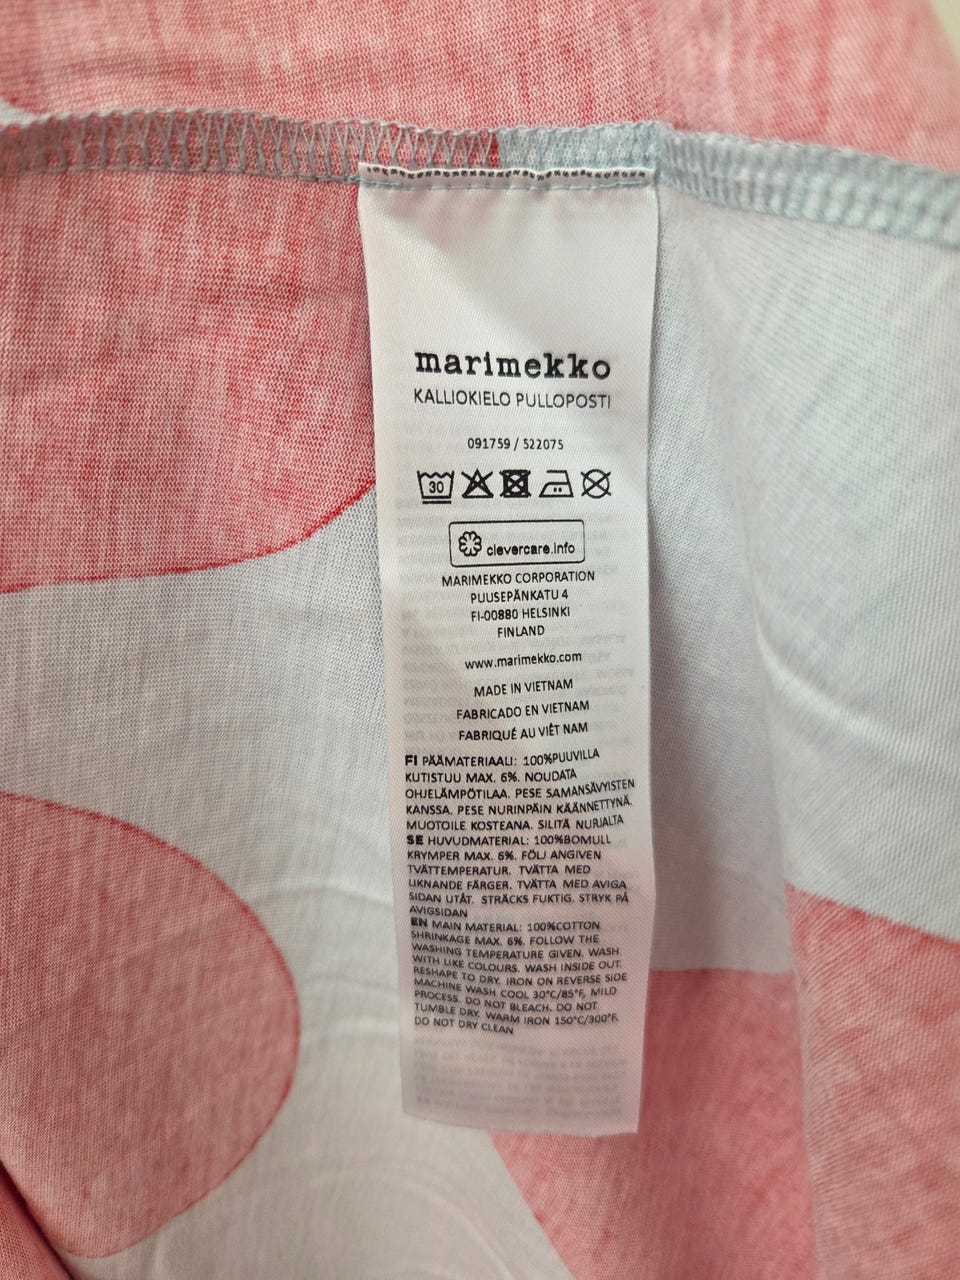 marimekko
KALLIOKIELO PULLOPOSTI
091759 / 522075
30
clevercare.info
MARIMEKKO CORPORATION
PUUSEPÄNKATU 4
FI-00880 HELSINKI
FINLAND
www.marimekko.com
MADE IN VIETNAM
FABRICADO EN VIETNAM
FABRIQUÉ AU VIÊT NAM
FI PÄÄMATERIAALI: 100%PUUVILLA
KUTISTUU MAX. 6%. NOUDATA
OHJELÄMPÖTILAA. PESE SAMANSÄVYISTEN
KANSSA. PESE NURINPÄIN KÄÄNNETTYNÄ.
MUOTOILE KOSTEANA. SILITÄ NURJALTA
SE HUVUDMATERIAL: 100%BOMULL
KRYMPER MAX. 6%. FÖLJ ANGIVEN
TVÄTTEMPERATUR. TVÄTTA MED
LIKNANDE FÄRGER. TVÄTTA MED AVIGA
SIDAN UTÅT. STRÄCKS FUKTIG. STRYK PÅ
AVIGSIDAN
EN MAIN MATERIAL: 100%COTTON
SHRINKAGE MAX. 6%. FOLLOW THE
WASHING TEMPERATURE GIVEN. WASH
WITH LIKE COLOURS. WASH INSIDE OUT.
RESHAPE TO DRY. IRON ON REVERSE SIDE
MACHINE WASH COOL 30°C/85°F, MILD
PROCESS. DO NOT BLEACH. DO NOT
TUMBLE DRY. WARM IRON 150°C/300°F.
DO NOT DRY CLEAN